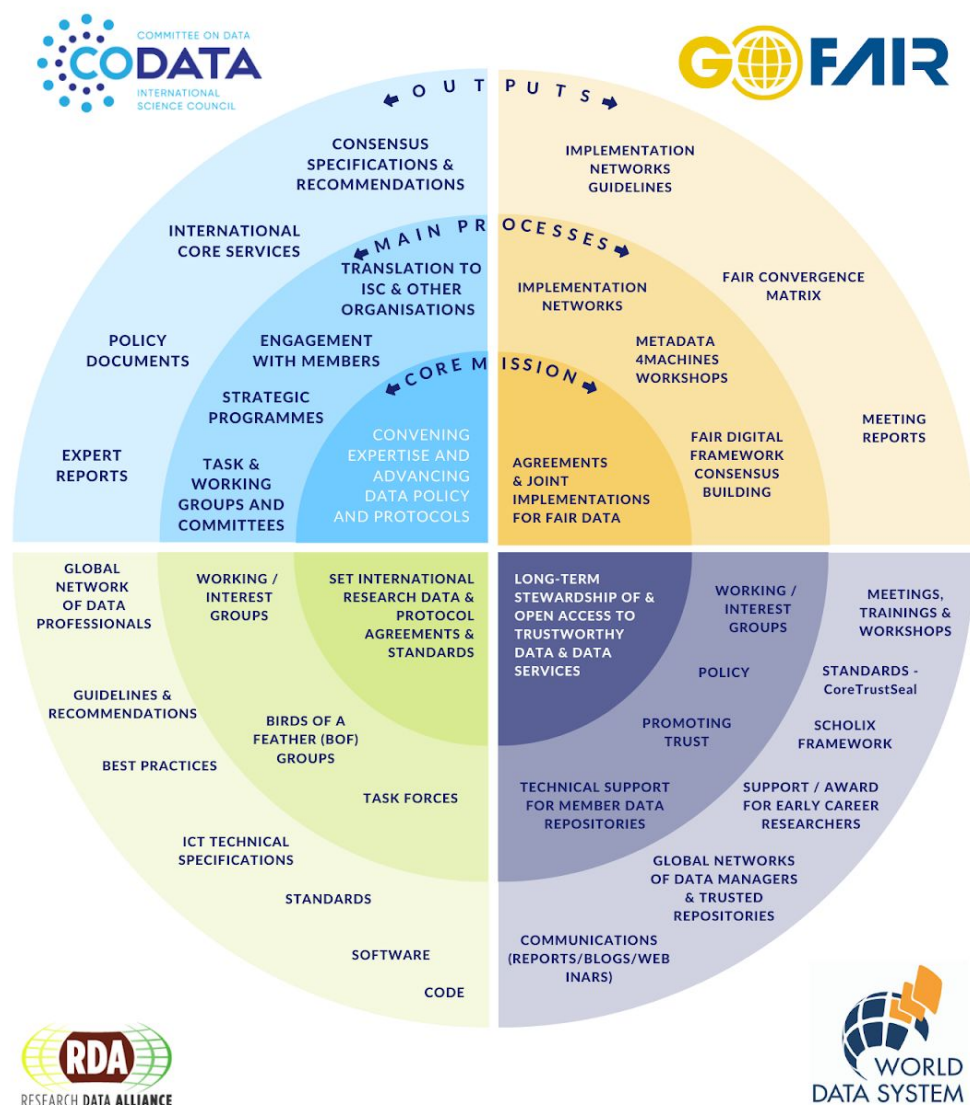 COMMITTEE ON DATA
CODATA
INTERNATIONAL
SCIENCE COUNCIL
GO FAIR
OUTPUTS
CONSENSUS
SPECIFICATIONS &
RECOMMENDATIONS
INTERNATIONAL
CORE SERVICES
POLICY
DOCUMENTS
EXPERT
REPORTS
IMPLEMENTATION
NETWORKS
GUIDELINES
FAIR CONVERGENCE
MATRIX
MEETING
REPORTS
MAIN PROCESSES
TRANSLATION TO
ISC & OTHER
ORGANISATIONS
ENGAGEMENT
WITH MEMBERS
STRATEGIC
PROGRAMMES
TASK &
WORKING
GROUPS AND
COMMITTEES
IMPLEMENTATION
NETWORKS
METADATA
4MACHINES
WORKSHOPS
FAIR DIGITAL
FRAMEWORK
CONSENSUS
BUILDING
CORE MISSION
CONVENING
EXPERTISE AND
ADVANCING
DATA POLICY
AND PROTOCOLS
AGREEMENTS
& JOINT
IMPLEMENTATIONS
FOR FAIR DATA
GLOBAL
NETWORK
OF DATA
PROFESSIONALS
WORKING /
INTEREST
GROUPS
SET INTERNATIONAL
RESEARCH DATA &
PROTOCOL
AGREEMENTS &
STANDARDS
GUIDELINES &
RECOMMENDATIONS
BIRDS OF A
FEATHER (BOF)
GROUPS
BEST PRACTICES
TASK FORCES
ICT TECHNICAL
SPECIFICATIONS
STANDARDS
SOFTWARE
CODE
LONG-TERM
STEWARDSHIP OF &
OPEN ACCESS TO
TRUSTWORTHY
DATA & DATA
SERVICES
WORKING /
INTEREST
GROUPS
POLICY
PROMOTING
TRUST
TECHNICAL SUPPORT
FOR MEMBER DATA
REPOSITORIES
MEETINGS,
TRAININGS &
WORKSHOPS
STANDARDS -
CoreTrustSeal
SCHOLIX
FRAMEWORK
SUPPORT / AWARD
FOR EARLY CAREER
RESEARCHERS
GLOBAL NETWORKS
OF DATA MANAGERS
& TRUSTED
REPOSITORIES
COMMUNICATIONS
(REPORTS/BLOGS/WEB
INARS)
RDA
RESEARCH DATA ALLIANCE
WORLD
DATA SYSTEM